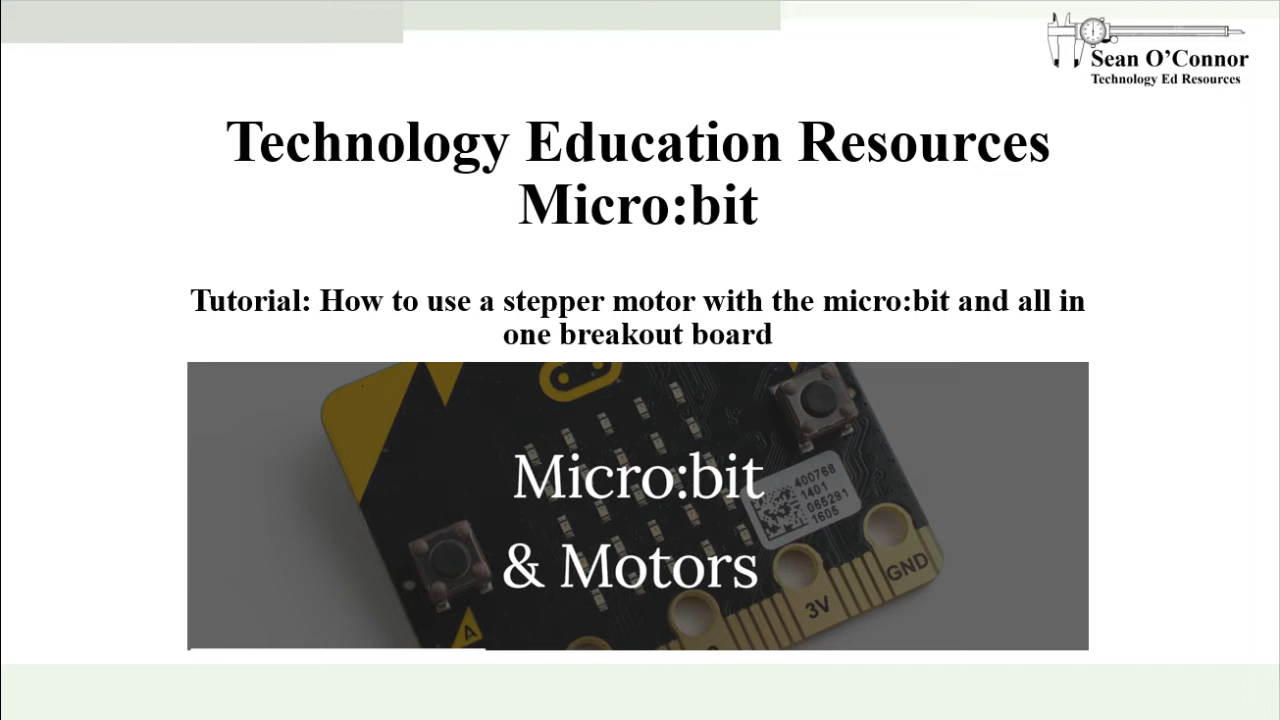 Sean O'Connor
Technology Ed Resources
Technology Education Resources
Micro:bit
Tutorial: How to use a stepper motor with the micro:bit and all in
one breakout board
Micro:bit
& Motors
400768
1401
065291
1605
GND
3V
A